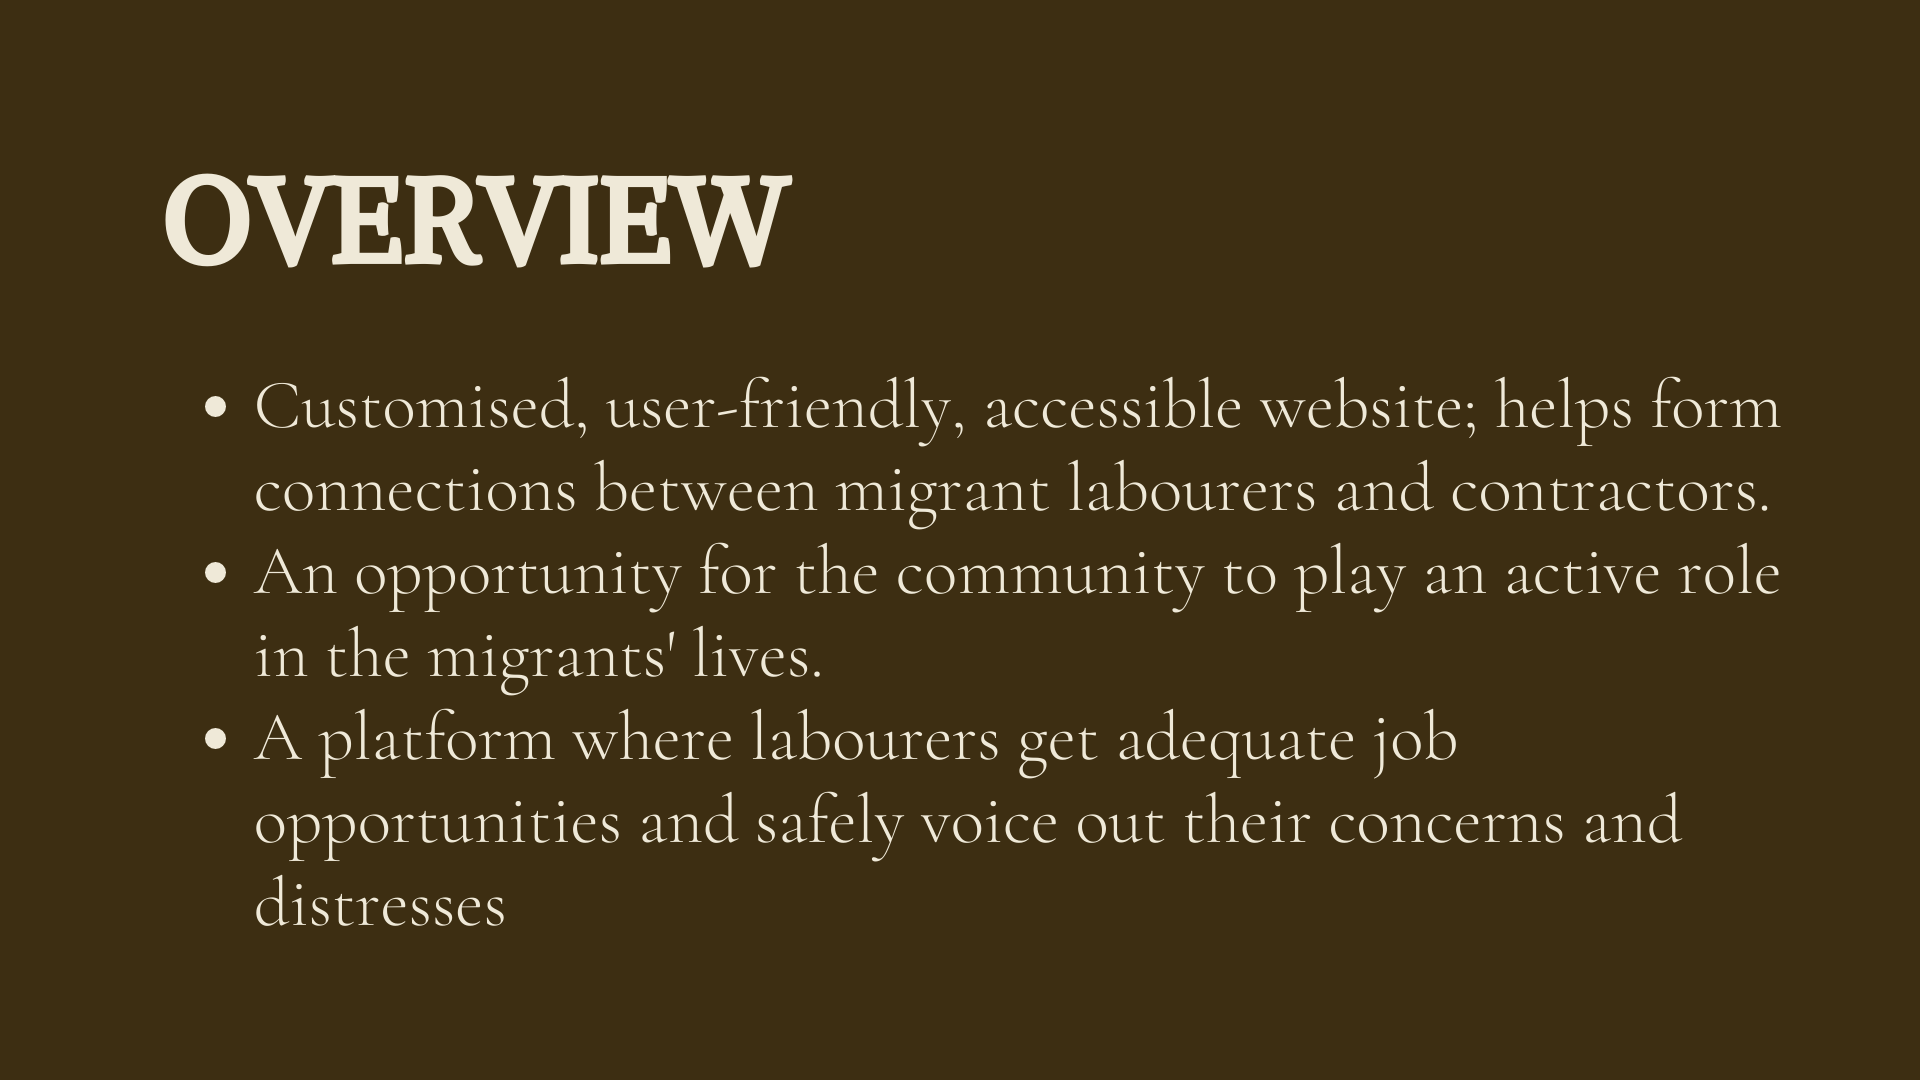 OVERVIEW
• Customised, user-friendly, accessible website; helps form
connections between migrant labourers and contractors.
• An opportunity for the community to play an active role
in the migrants' lives.
• A platform where labourers get adequate job
opportunities and safely voice out their concerns and
distresses